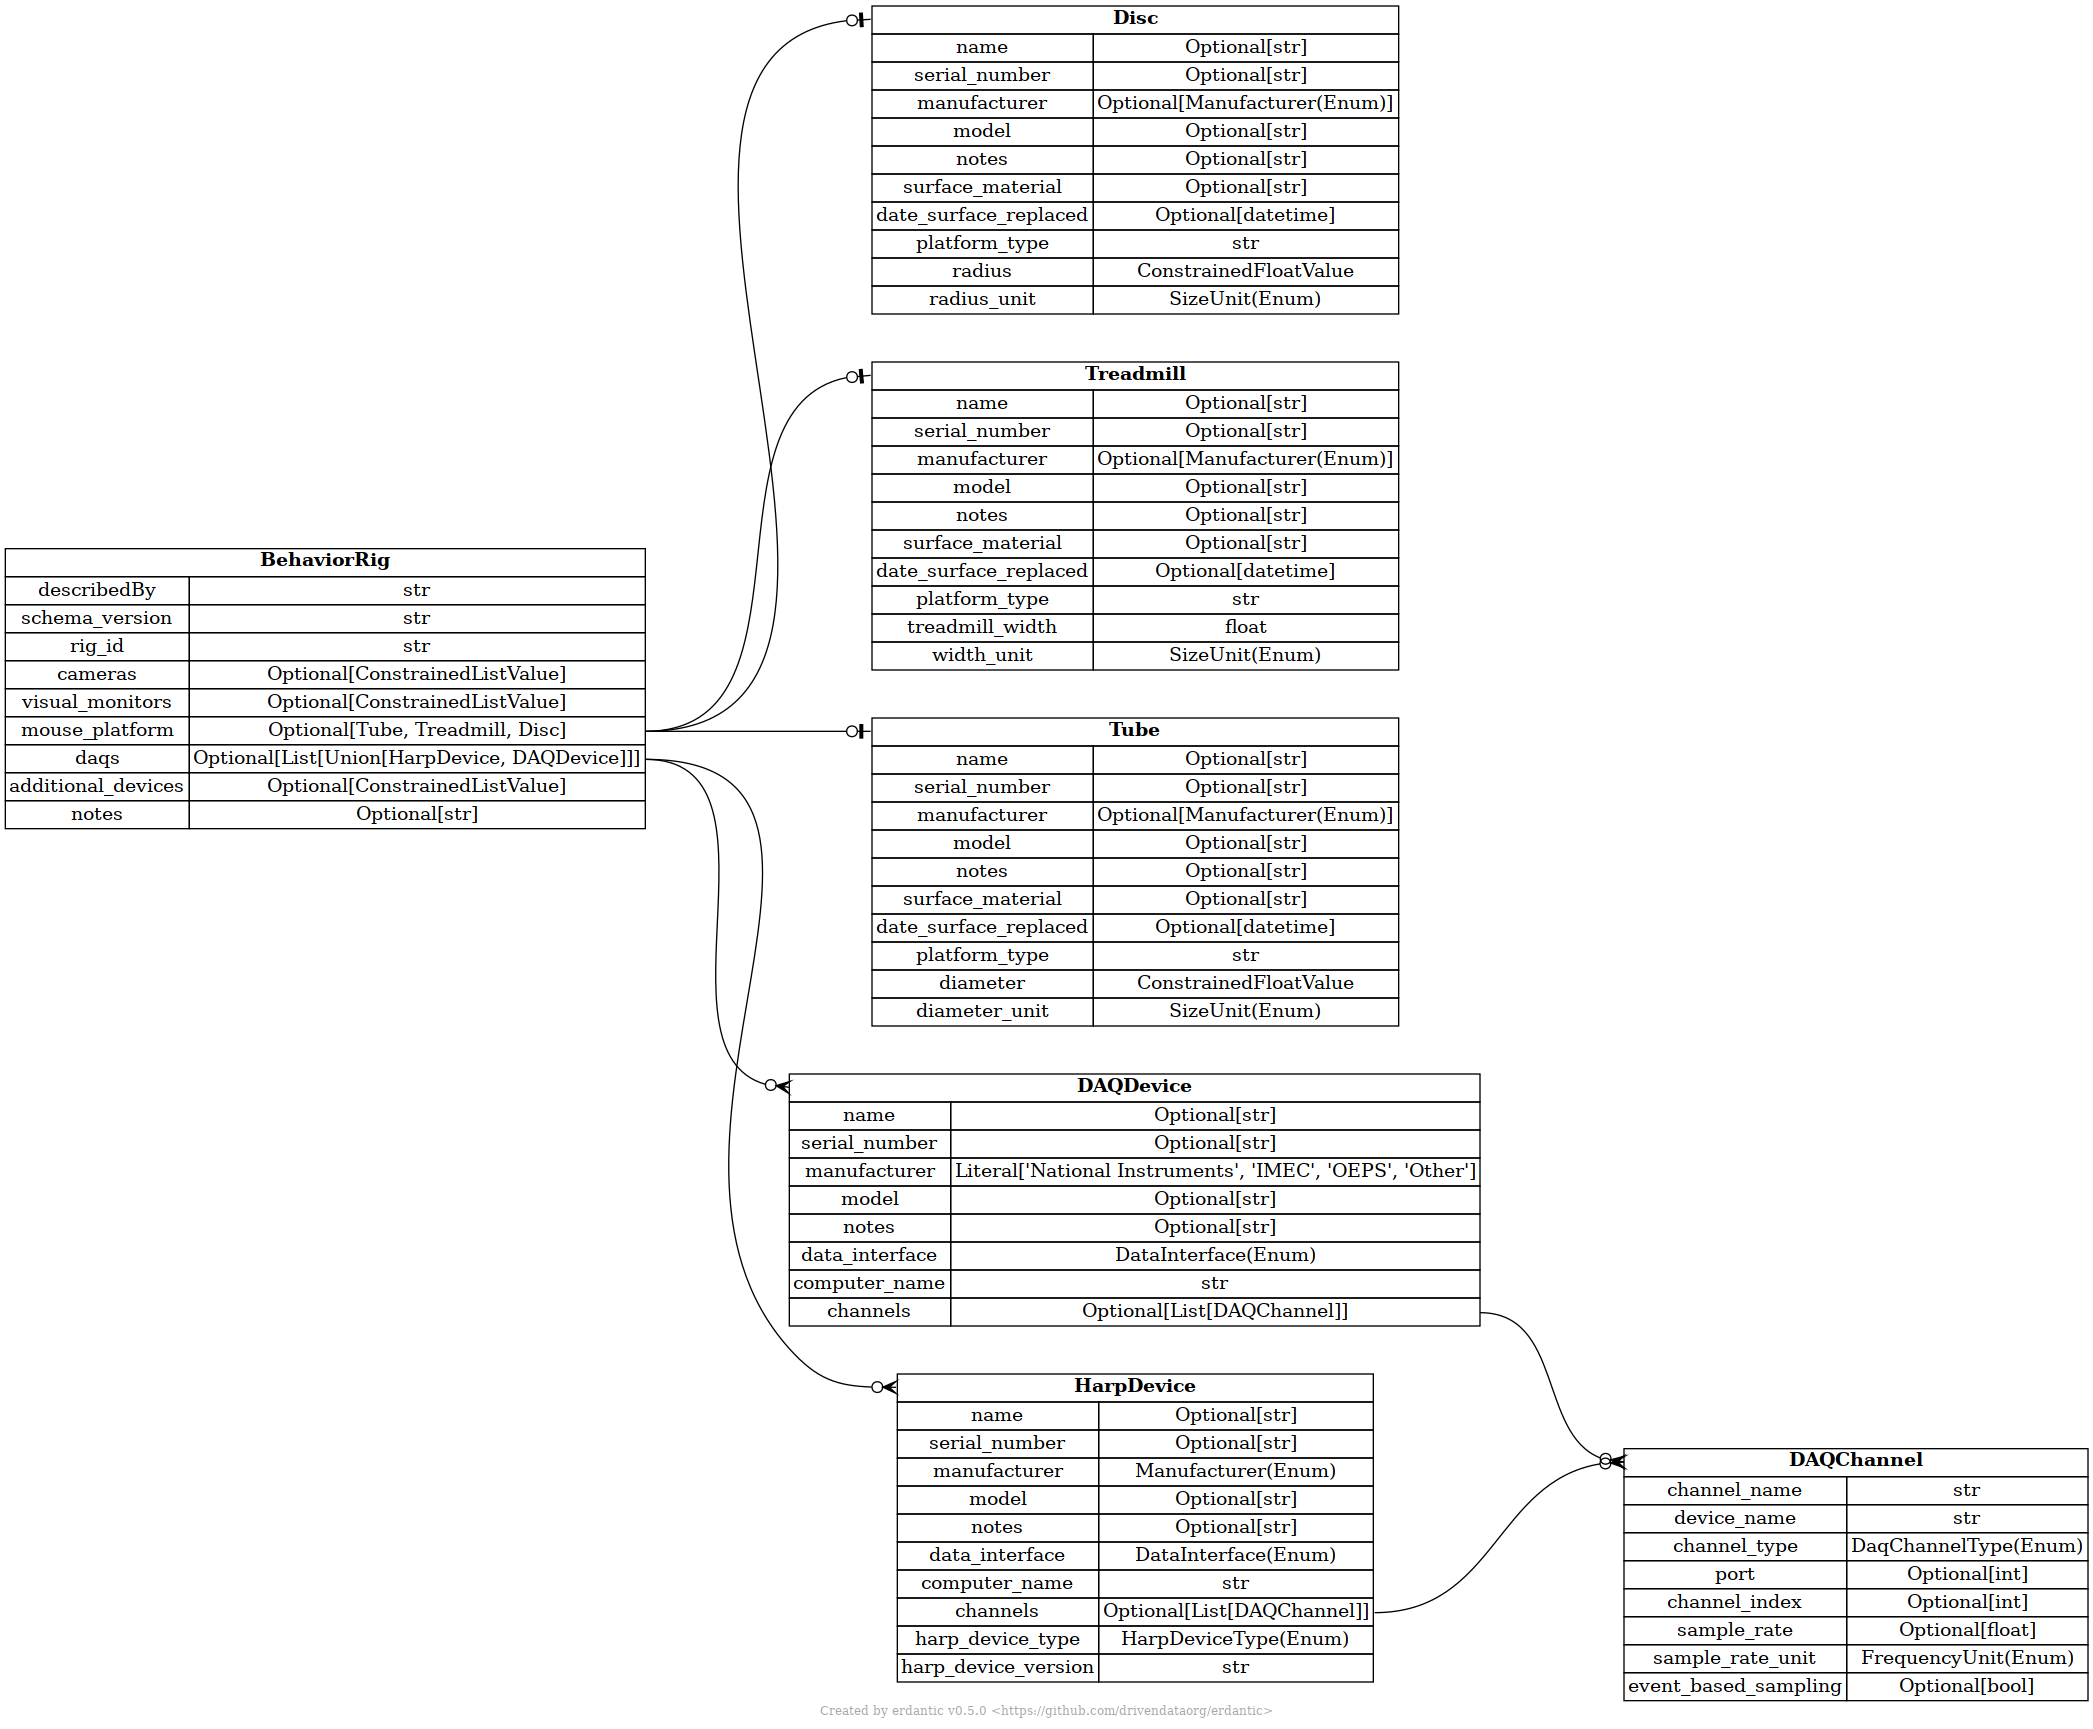 Disc
name Optional[str]
serial_number Optional[str]
manufacturer Optional[Manufacturer(Enum)]
model Optional[str]
notes Optional[str]
surface_material Optional[str]
date_surface_replaced Optional[datetime]
platform_type str
radius ConstrainedFloatValue
radius_unit SizeUnit(Enum)
Treadmill
name Optional[str]
serial_number Optional[str]
manufacturer Optional[Manufacturer(Enum)]
model Optional[str]
notes Optional[str]
surface_material Optional[str]
date_surface_replaced Optional[datetime]
platform_type str
treadmill_width float
width_unit SizeUnit(Enum)
BehaviorRig
describedBy str
schema_version str
rig_id str
cameras Optional[ConstrainedListValue]
visual_monitors Optional[ConstrainedListValue]
mouse_platform Optional[Tube, Treadmill, Disc]
daqs Optional[List[Union[HarpDevice, DAQDevice]]]
additional_devices Optional[ConstrainedListValue]
notes Optional[str]
Tube
name Optional[str]
serial_number Optional[str]
manufacturer Optional[Manufacturer(Enum)]
model Optional[str]
notes Optional[str]
surface_material Optional[str]
date_surface_replaced Optional[datetime]
platform_type str
diameter ConstrainedFloatValue
diameter_unit SizeUnit(Enum)
DAQDevice
name Optional[str]
serial_number Optional[str]
manufacturer Literal['National Instruments', 'IMEC', 'OEPS', 'Other']
model Optional[str]
notes Optional[str]
data_interface DataInterface(Enum)
computer_name str
channels Optional[List[DAQChannel]]
HarpDevice
name Optional[str]
serial_number Optional[str]
manufacturer Manufacturer(Enum)
model Optional[str]
notes Optional[str]
data_interface DataInterface(Enum)
computer_name str
channels Optional[List[DAQChannel]]
harp_device_type HarpDeviceType(Enum)
harp_device_version str
DAQChannel
channel_name str
device_name str
channel_type DaqChannelType(Enum)
port Optional[int]
channel_index Optional[int]
sample_rate Optional[float]
sample_rate_unit FrequencyUnit(Enum)
event_based_sampling Optional[bool]
Created by erdantic v0.5.0 <https://github.com/drivendataorg/erdantic>